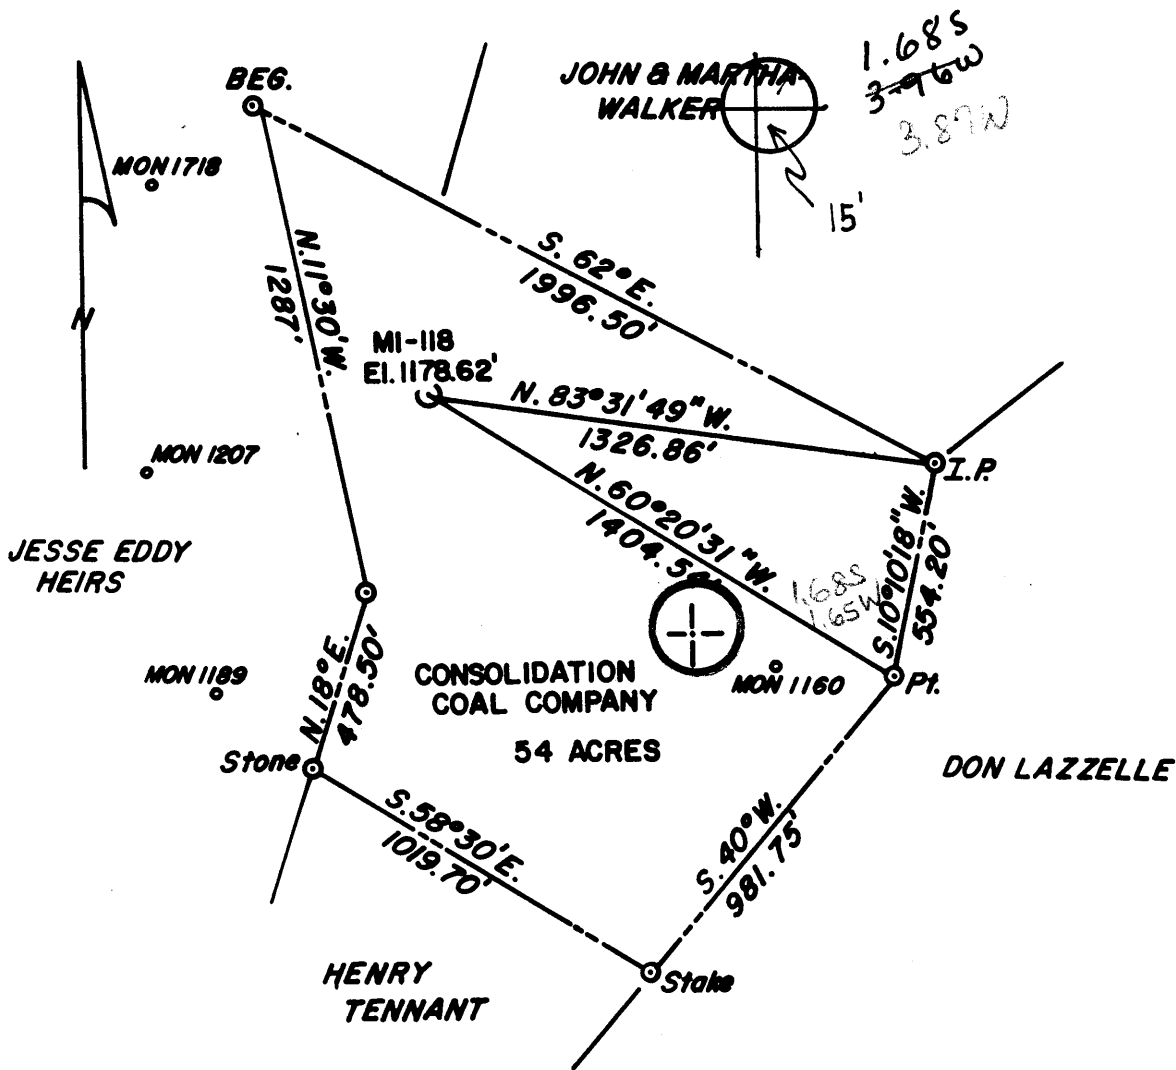 1.68S
3.96W
3.87W
JOHN & MARTHA
WALKER
15'
BEG.
MON 1718
N
S. 62° E.
1996.50'
N. 11° 30' W.
1287'
MI-118
El. 1178.62'
N. 83° 31' 49" W.
1326.86'
I.P.
MON 1207
N. 60° 20' 31" W.
S. 10° 10' 18" W.
554.20'
JESSE EDDY
HEIRS
1.68S
1.65W
MON 1189
N. 18° E.
478.50'
CONSOLIDATION
COAL COMPANY
54 ACRES
MON 1160
Pt.
Stone
DON LAZZELLE
S. 58° 30' E.
1019.70'
S. 40° W.
981.75'
HENRY
TENNANT
Stake